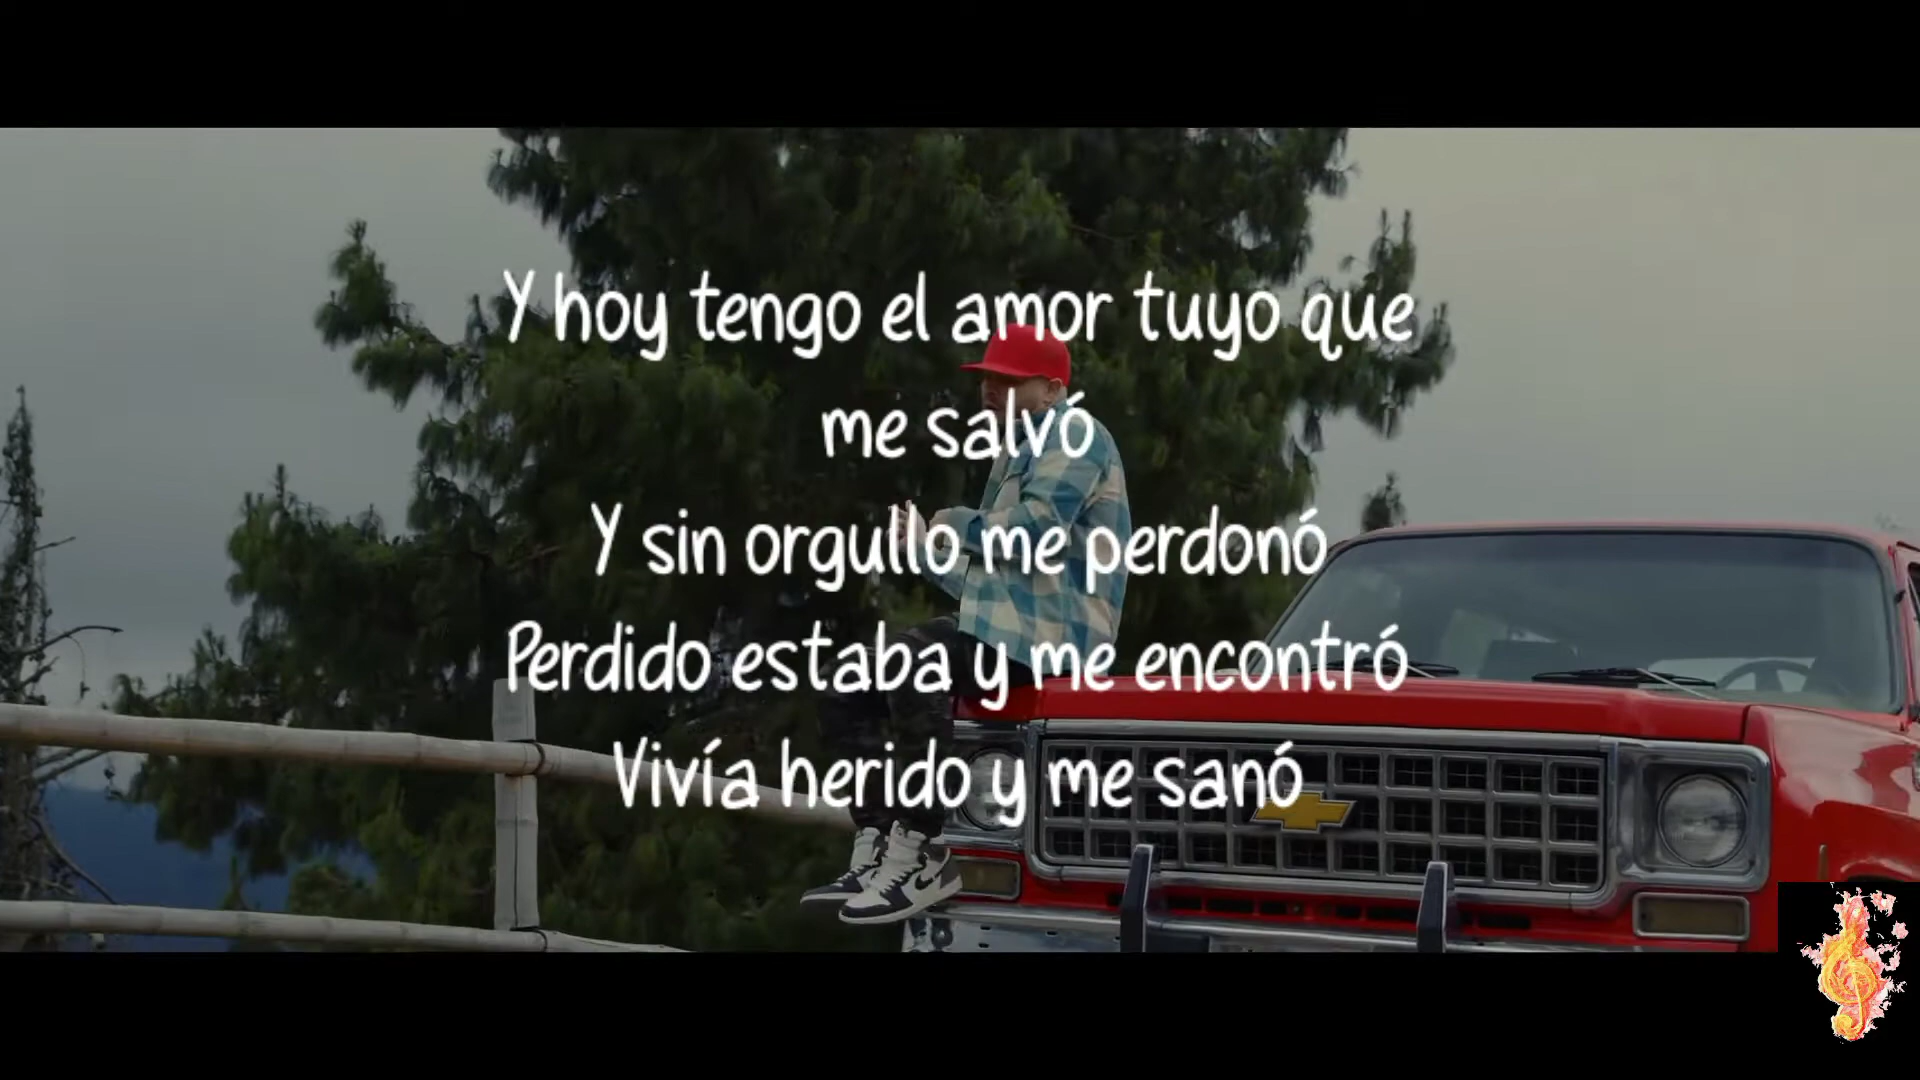 Y hoy tengo el amor tuyo que
me salvó
Y sin orgullo me perdonó
Perdido estaba y me encontró
Vivía herido y me sanó